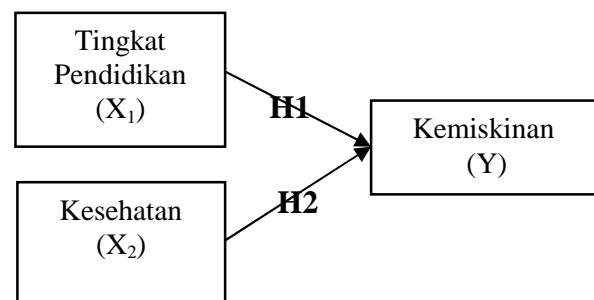 Tingkat
Pendidikan
(X₁)
H1
Kemiskinan
(Y)
Kesehatan
(X₂)
H2